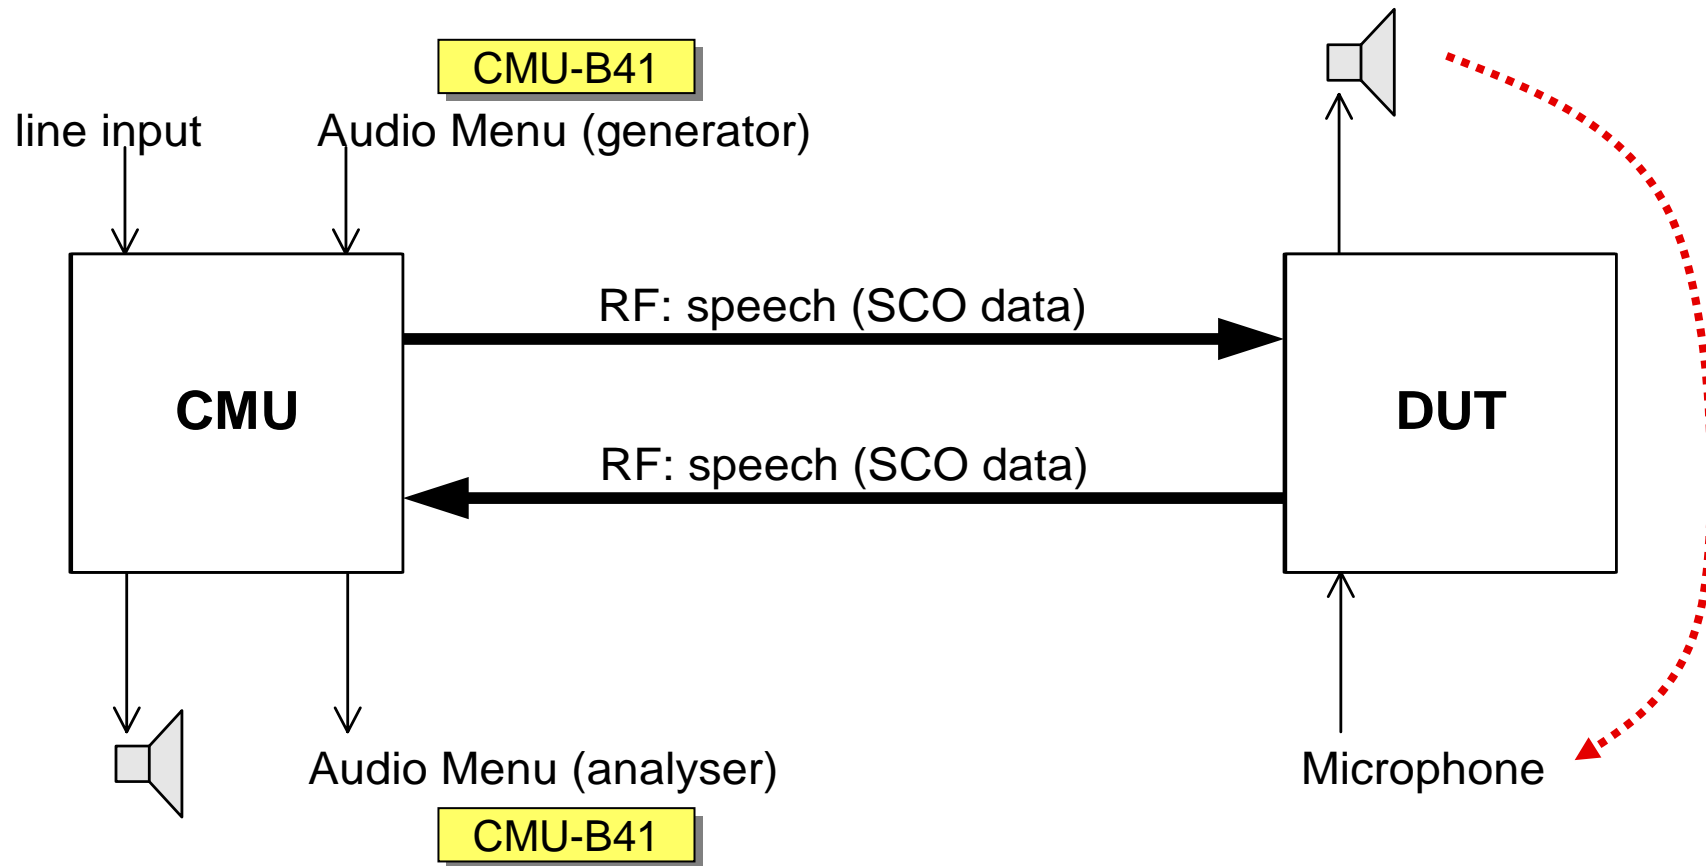 CMU-B41
line input
Audio Menu (generator)
RF: speech (SCO data)
CMU
DUT
RF: speech (SCO data)
Audio Menu (analyser)
Microphone
CMU-B41